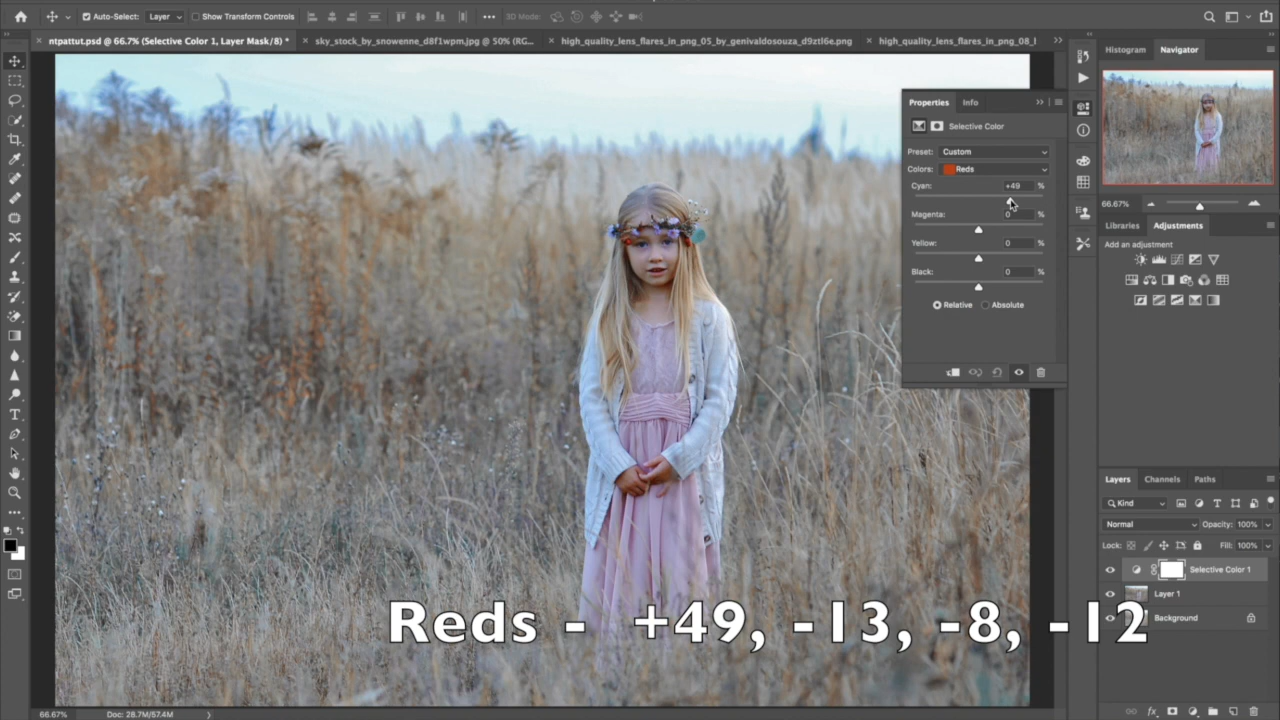 Auto-Select: Layer Show Transform Controls 3D Mode:
ntpattut.psd @ 66.7% (Selective Color 1, Layer Mask/8) * sky_stock_by_snowenne_d8f1wpm.jpg @ 50% (RG... high_quality_lens_flares_in_png_05_by_genivaldosouza_d9ztl6e.png high_quality_lens_flares_in_png_08_l
Histogram Navigator
Properties Info
Selective Color
Preset: Custom
Colors: Reds
Cyan: +49 %
Magenta: 0 %
Yellow: 0 %
Black: 0 %
Relative Absolute
66.67%
Libraries Adjustments
Add an adjustment
Layers Channels Paths
Kind
Normal Opacity: 100%
Lock: Fill: 100%
Selective Color 1
Layer 1
Background
Reds - +49, -13, -8, -12
66.67% Doc: 28.7M/57.4M